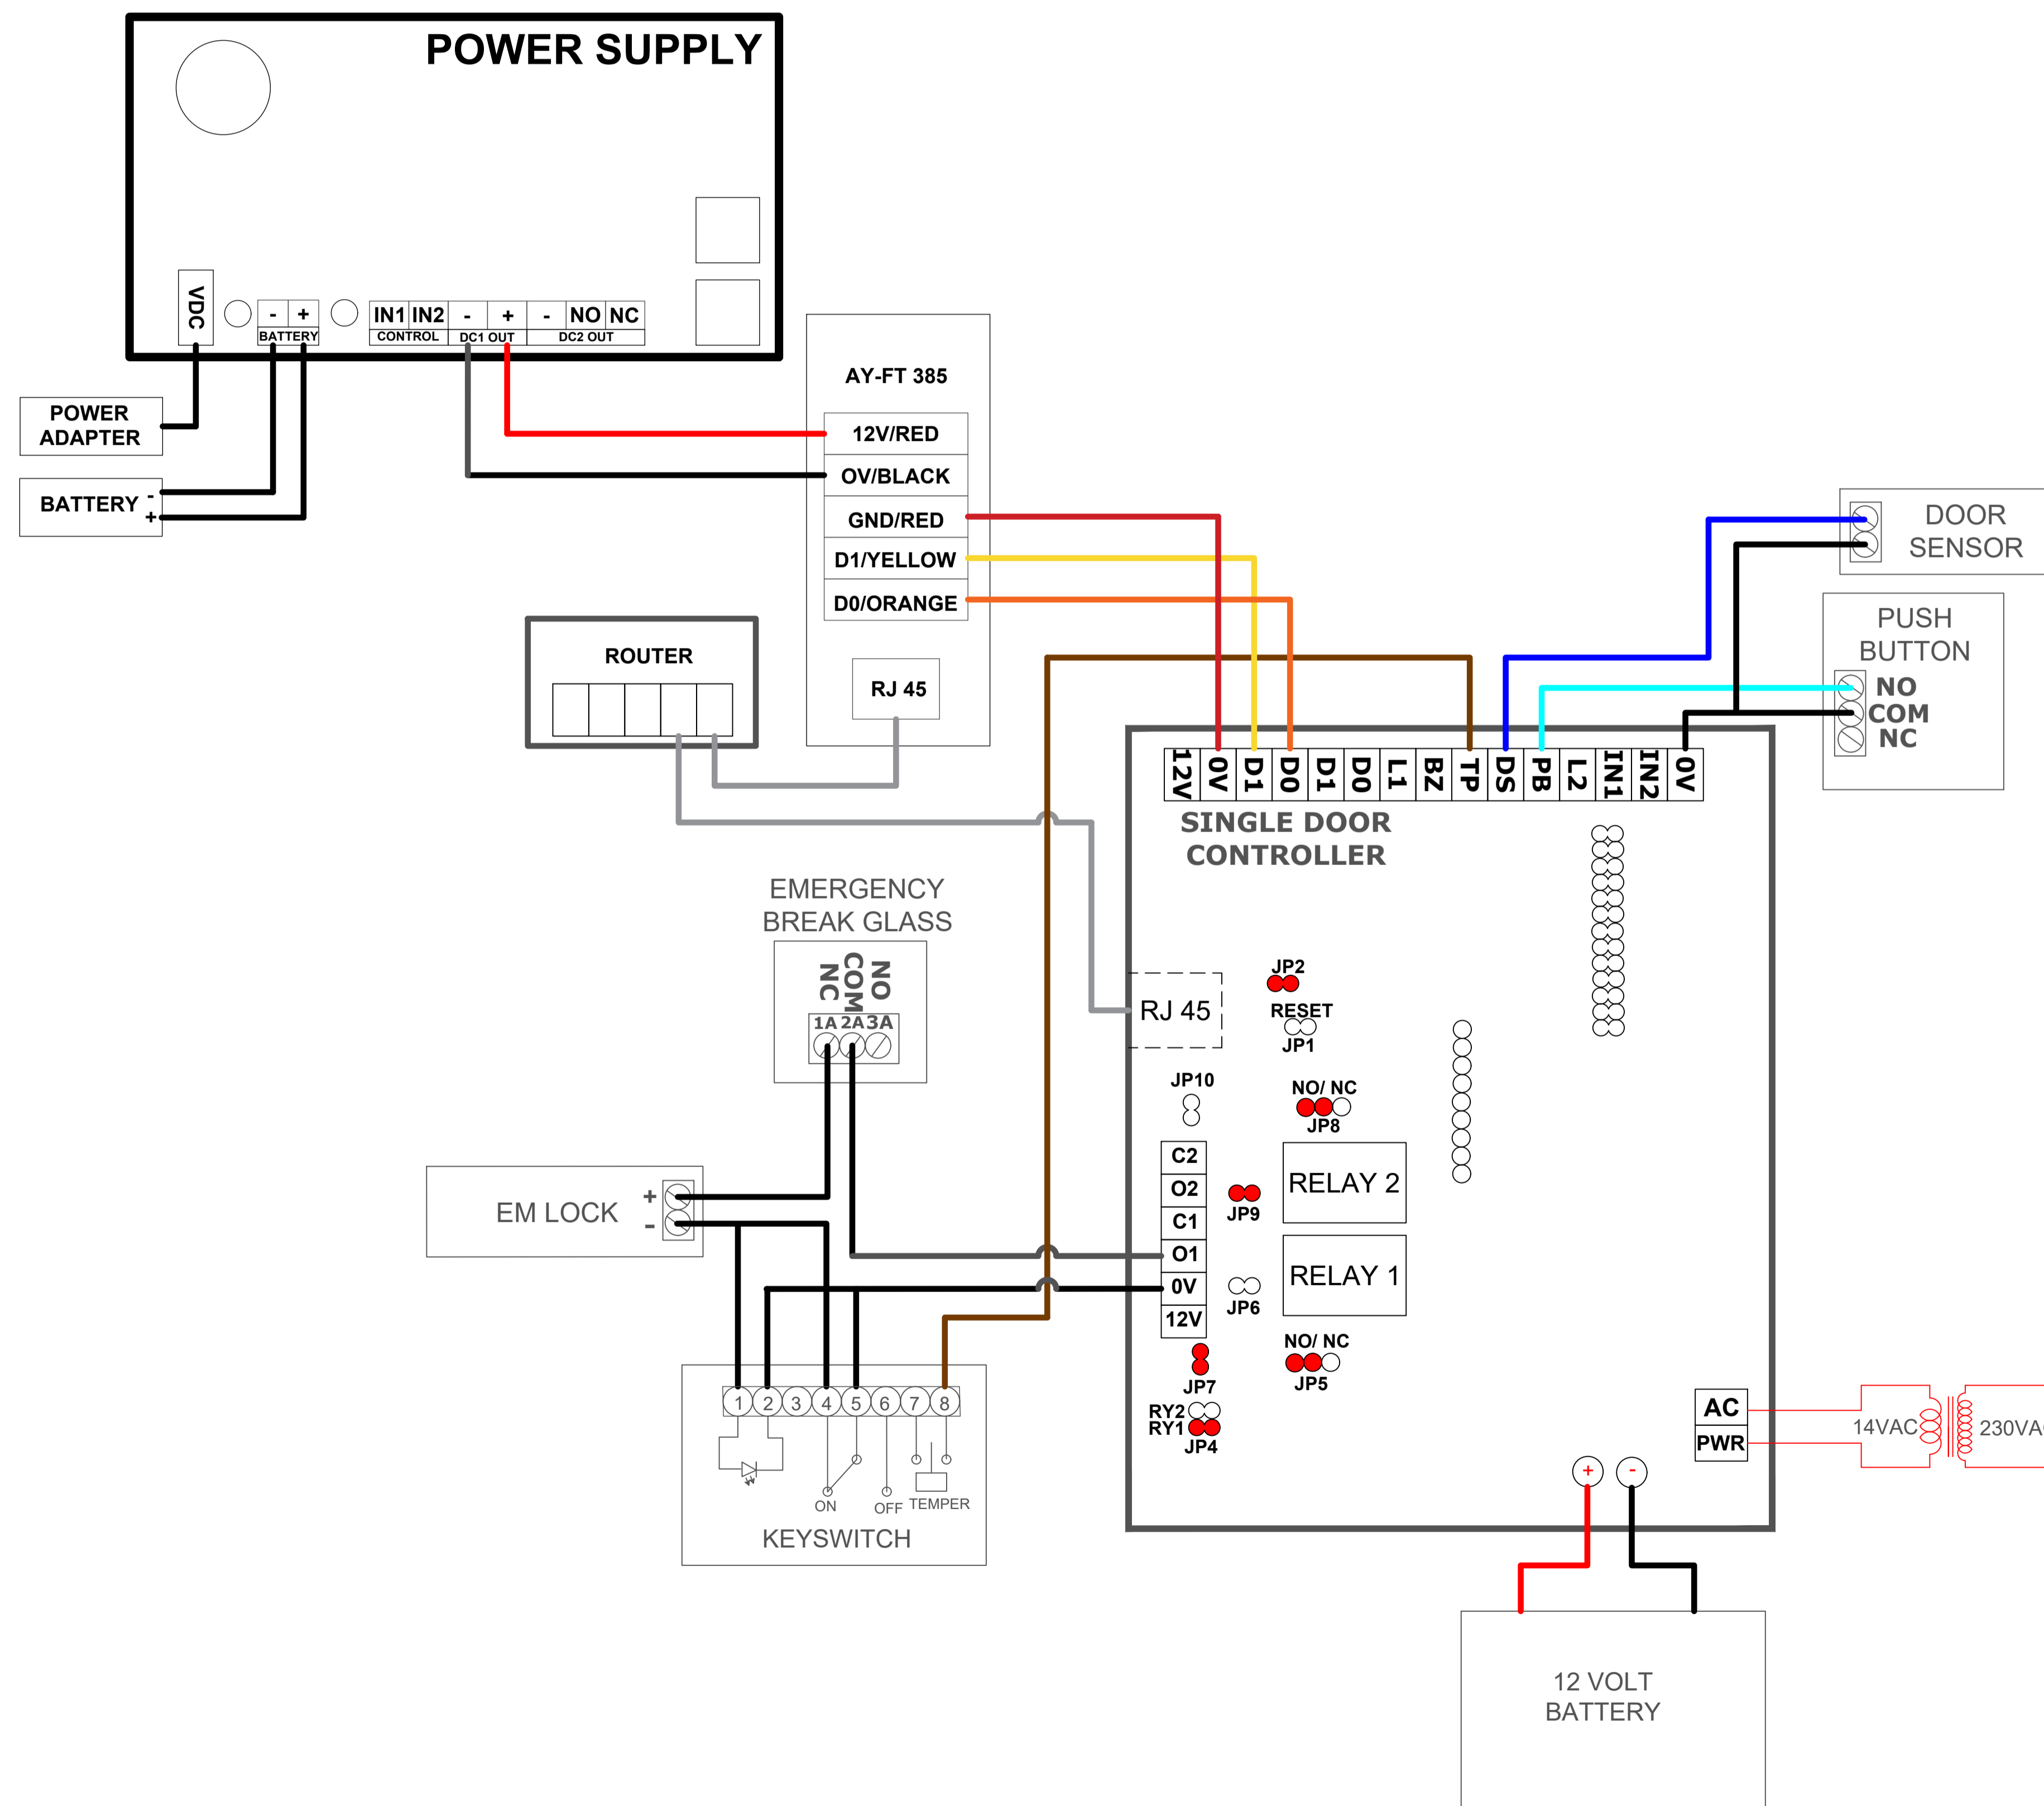 POWER SUPPLY
VDC
- +
BATTERY
IN1 IN2 - + - NO NC
CONTROL DC1 OUT DC2 OUT
POWER
ADAPTER
BATTERY -
+
AY-FT 385
12V/RED
OV/BLACK
GND/RED
D1/YELLOW
D0/ORANGE
RJ 45
ROUTER
DOOR
SENSOR
PUSH
BUTTON
NO
COM
NC
12V 0V D1 D0 D1 D0 L1 BZ TP DS PB L2 IN1 IN2 0V
SINGLE DOOR
CONTROLLER
EMERGENCY
BREAK GLASS
NC COM NO
1A 2A 3A
RJ 45
JP2
RESET
JP1
JP10
NO/ NC
JP8
C2
O2
C1
O1
0V
12V
JP9
RELAY 2
RELAY 1
JP6
EM LOCK
+
-
NO/ NC
JP5
JP7
RY2
RY1
JP4
1 2 3 4 5 6 7 8
ON
OFF
TEMPER
KEYSWITCH
AC
PWR
14VAC
+ -
12 VOLT
BATTERY